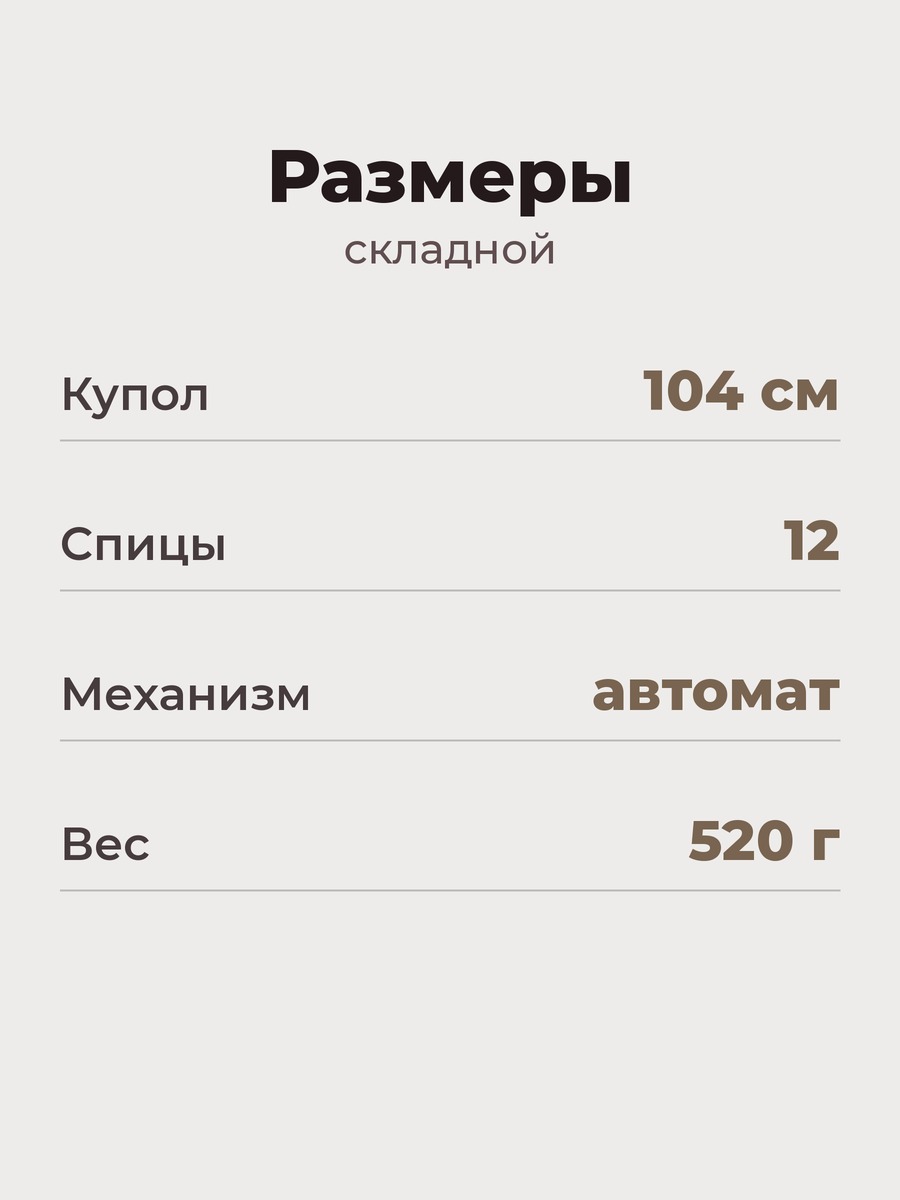 Размеры
складной
Купол 104 см
Спицы 12
Механизм автомат
Вес 520 г